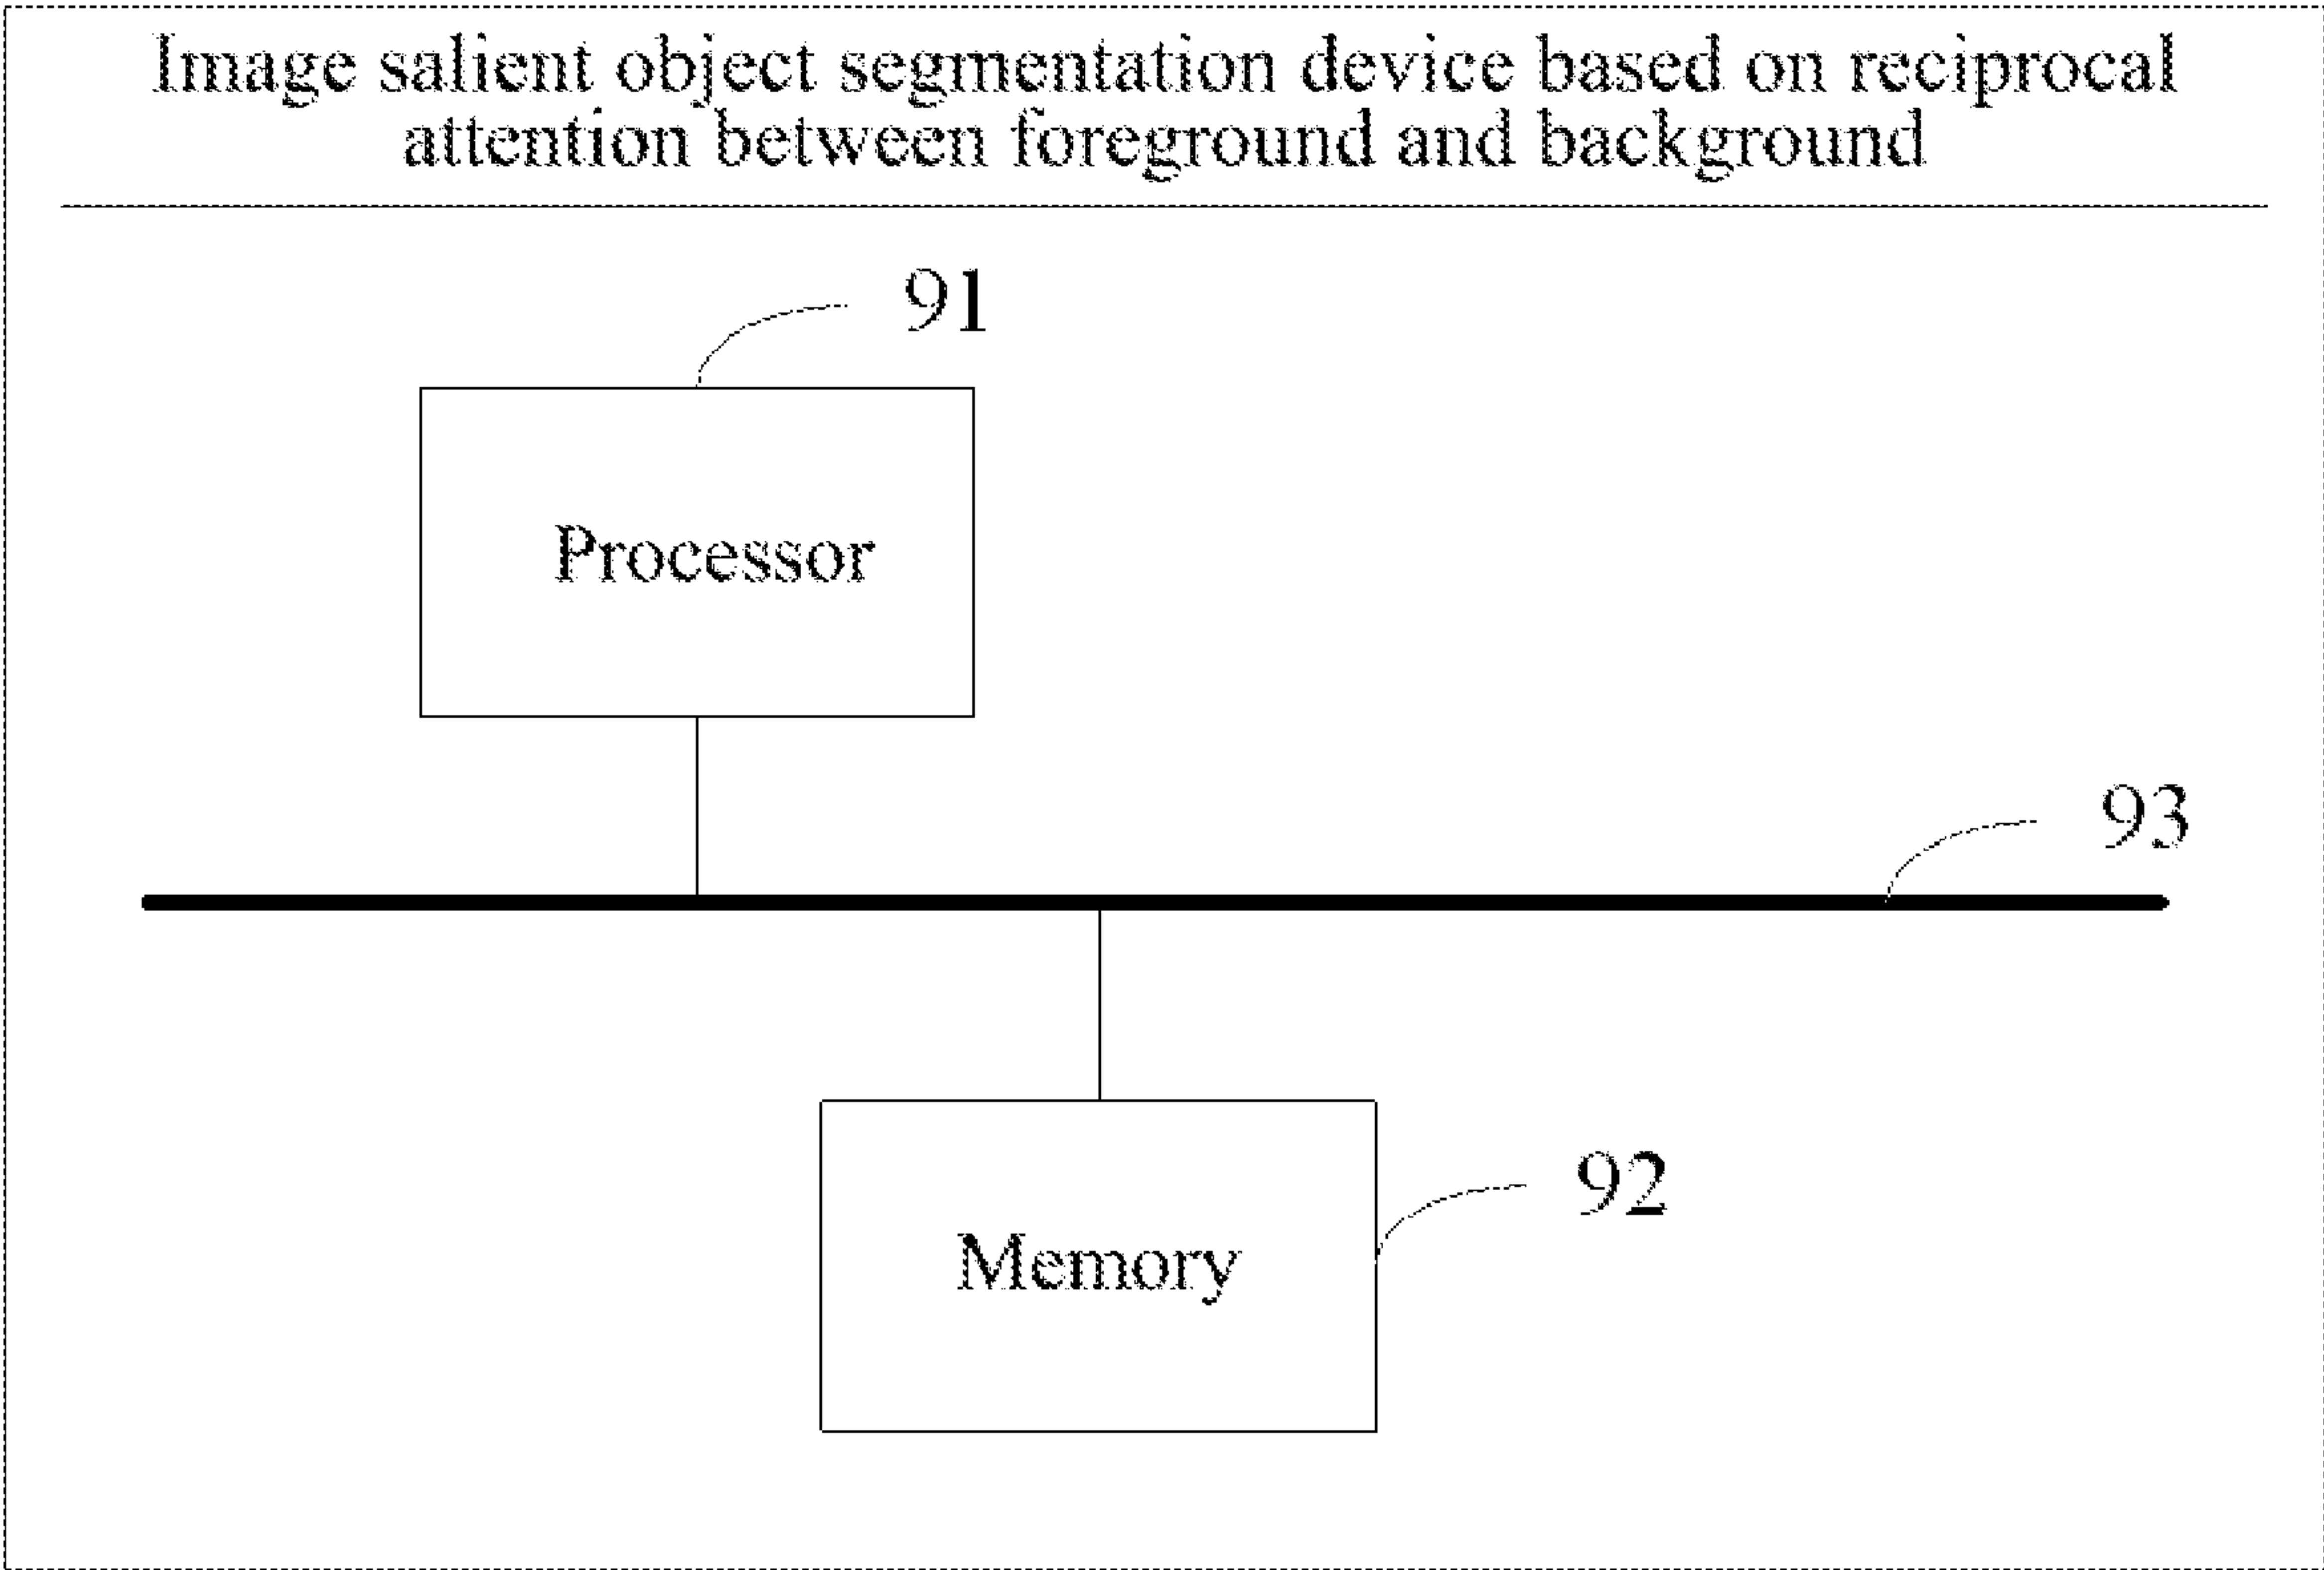 Image salient object segmentation device based on reciprocal
attention between foreground and background
91
Processor
93
92
Memory